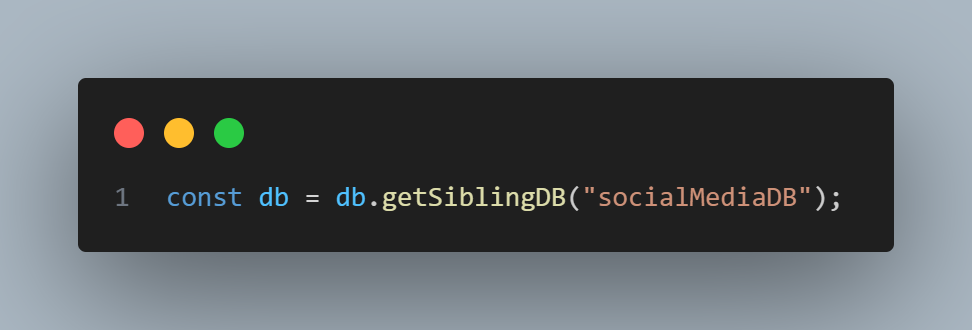 1 const db = db.getSiblingDB("socialMediaDB");